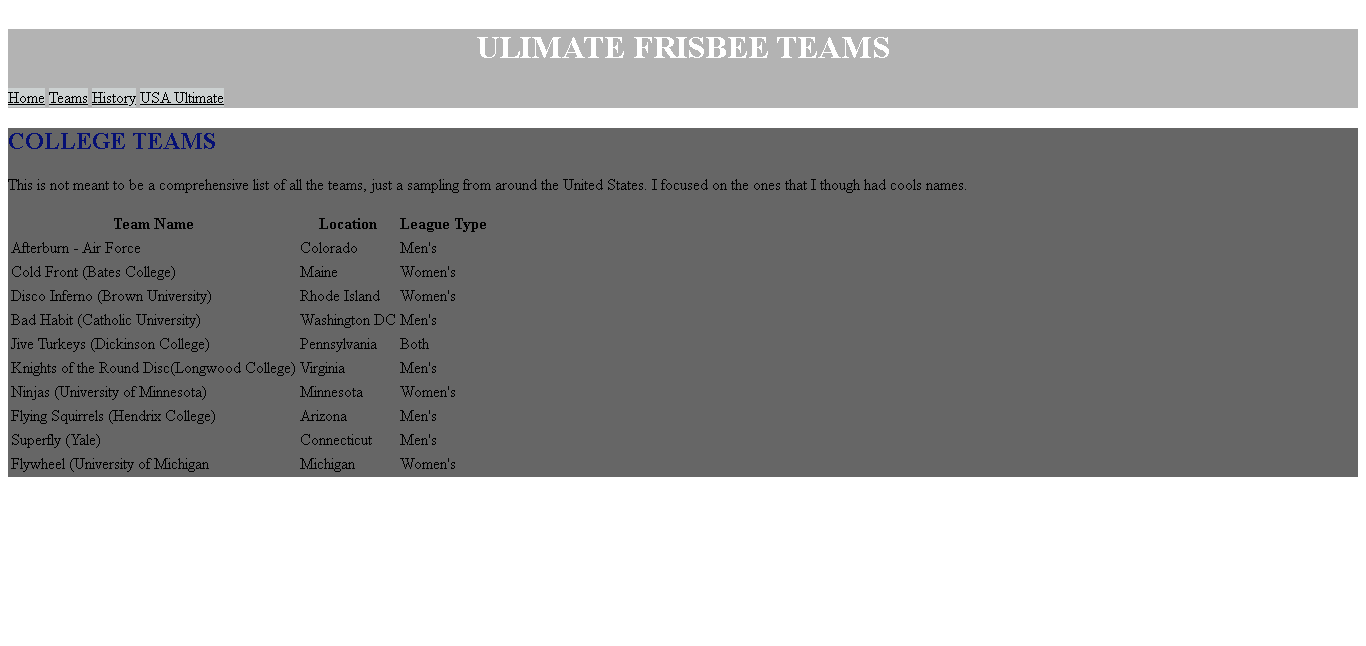 ULIMATE FRISBEE TEAMS
Home Teams History USA Ultimate
COLLEGE TEAMS
This is not meant to be a comprehensive list of all the teams, just a sampling from around the United States. I focused on the ones that I though had cools names.
Team Name Location League Type
Afterburn - Air Force Colorado Men's
Cold Front (Bates College) Maine Women's
Disco Inferno (Brown University) Rhode Island Women's
Bad Habit (Catholic University) Washington DC Men's
Jive Turkeys (Dickinson College) Pennsylvania Both
Knights of the Round Disc(Longwood College) Virginia Men's
Ninjas (University of Minnesota) Minnesota Women's
Flying Squirrels (Hendrix College) Arizona Men's
Superfly (Yale) Connecticut Men's
Flywheel (University of Michigan Michigan Women's